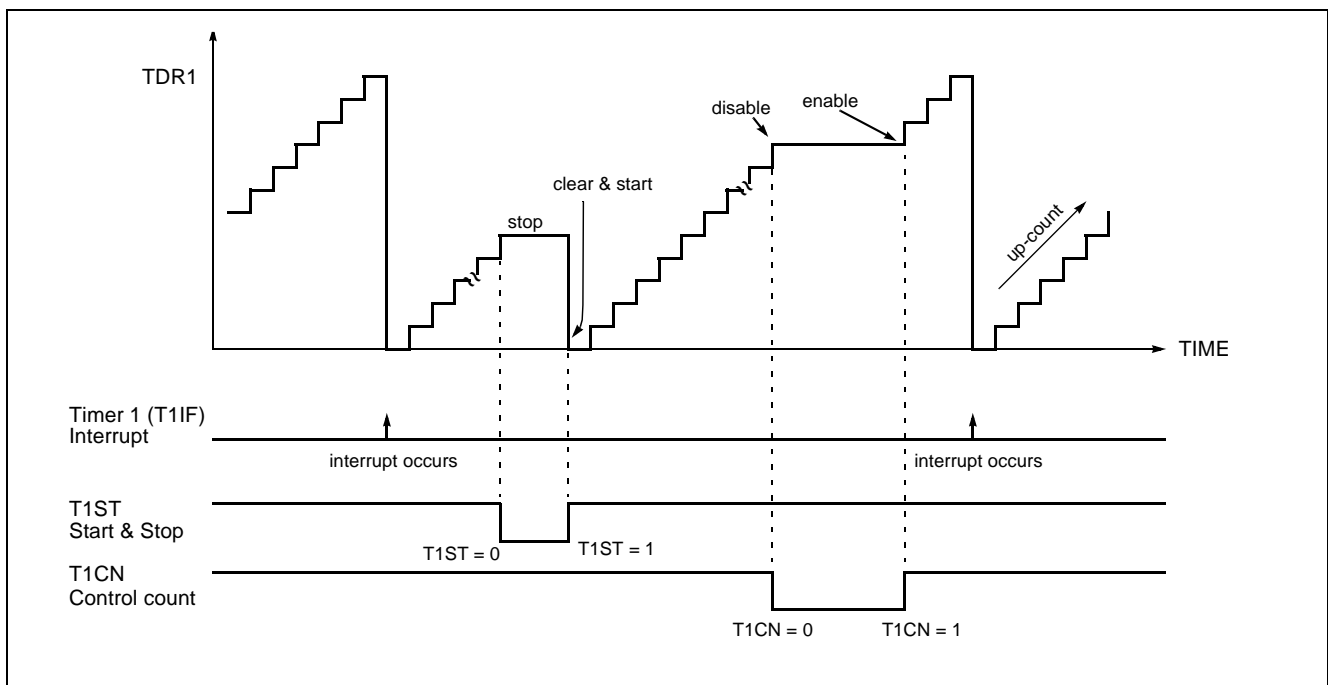 TDR1
disable
enable
clear & start
stop
up-count
TIME
Timer 1 (T1IF)
Interrupt
interrupt occurs
interrupt occurs
T1ST
Start & Stop
T1ST = 0
T1ST = 1
T1CN
Control count
T1CN = 0
T1CN = 1